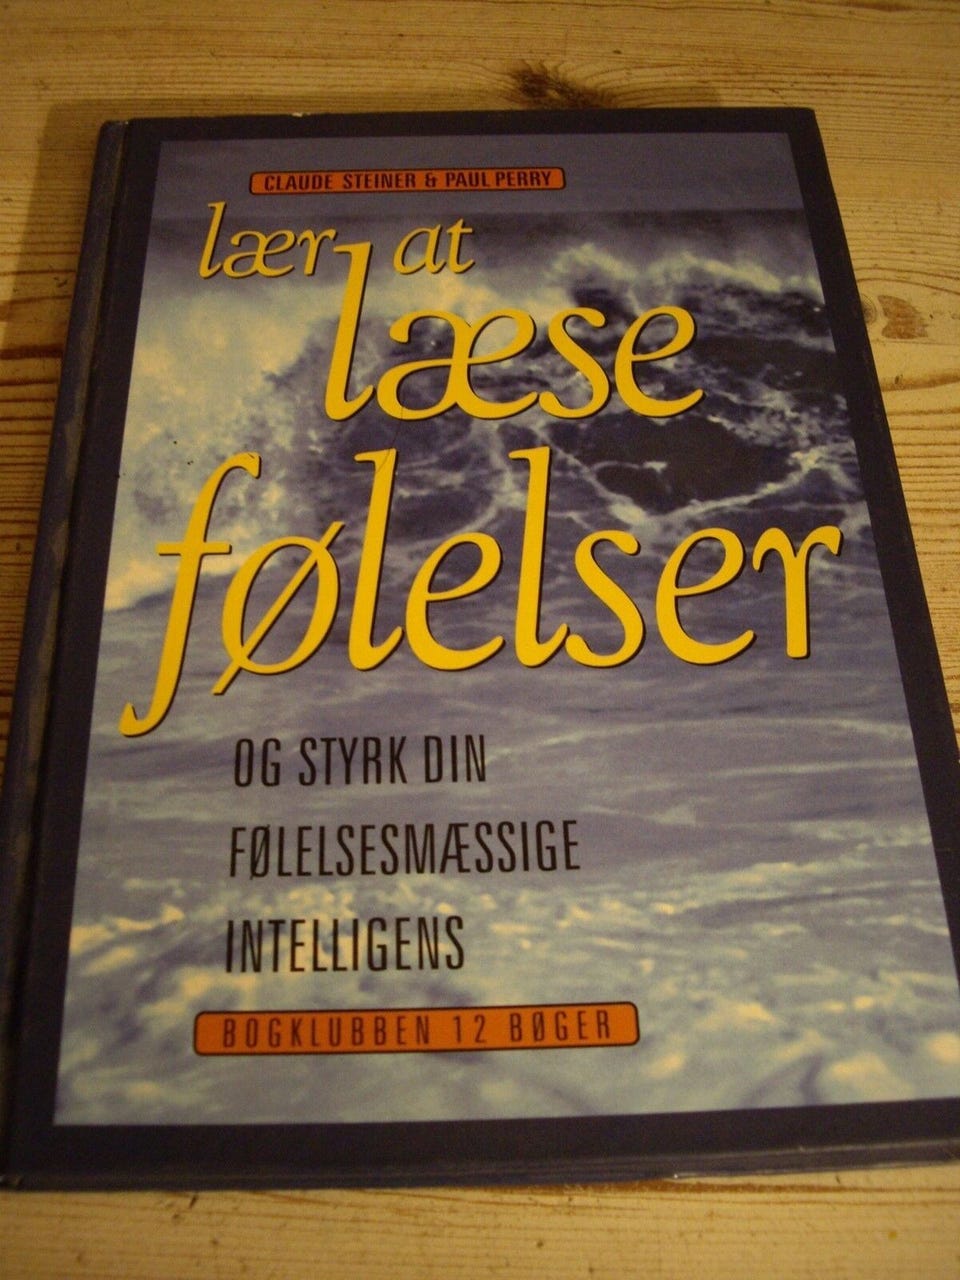 CLAUDE STEINER & PAUL PERRY
lær at
læse
følelser
OG STYRK DIN
FØLELSESMÆSSIGE
INTELLIGENS
BOGKLUBBEN 12 BØGER